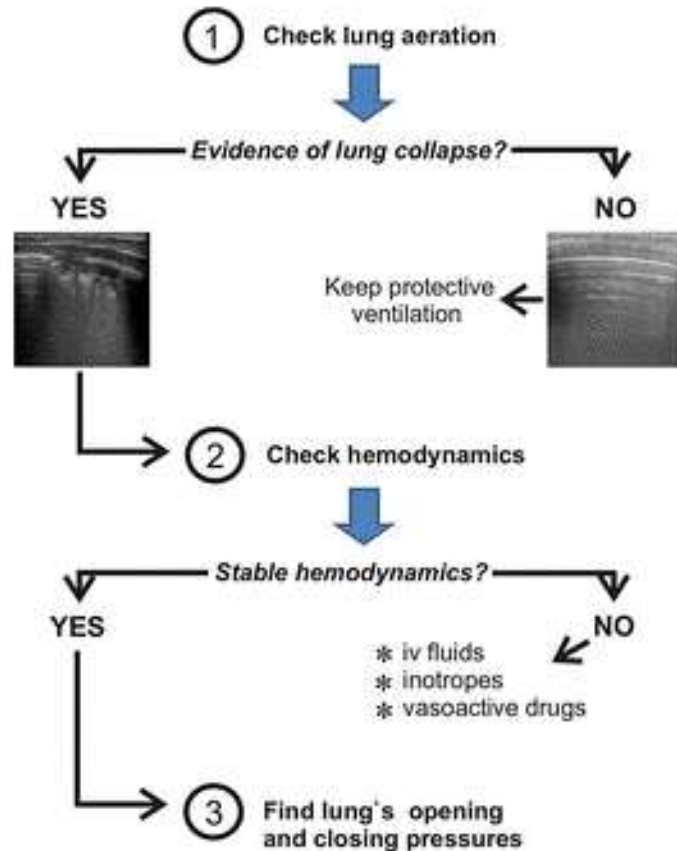 1 Check lung aeration
Evidence of lung collapse?
YES
NO
Keep protective
ventilation
2 Check hemodynamics
Stable hemodynamics?
YES
NO
* iv fluids
* inotropes
* vasoactive drugs
3 Find lung`s opening
and closing pressures